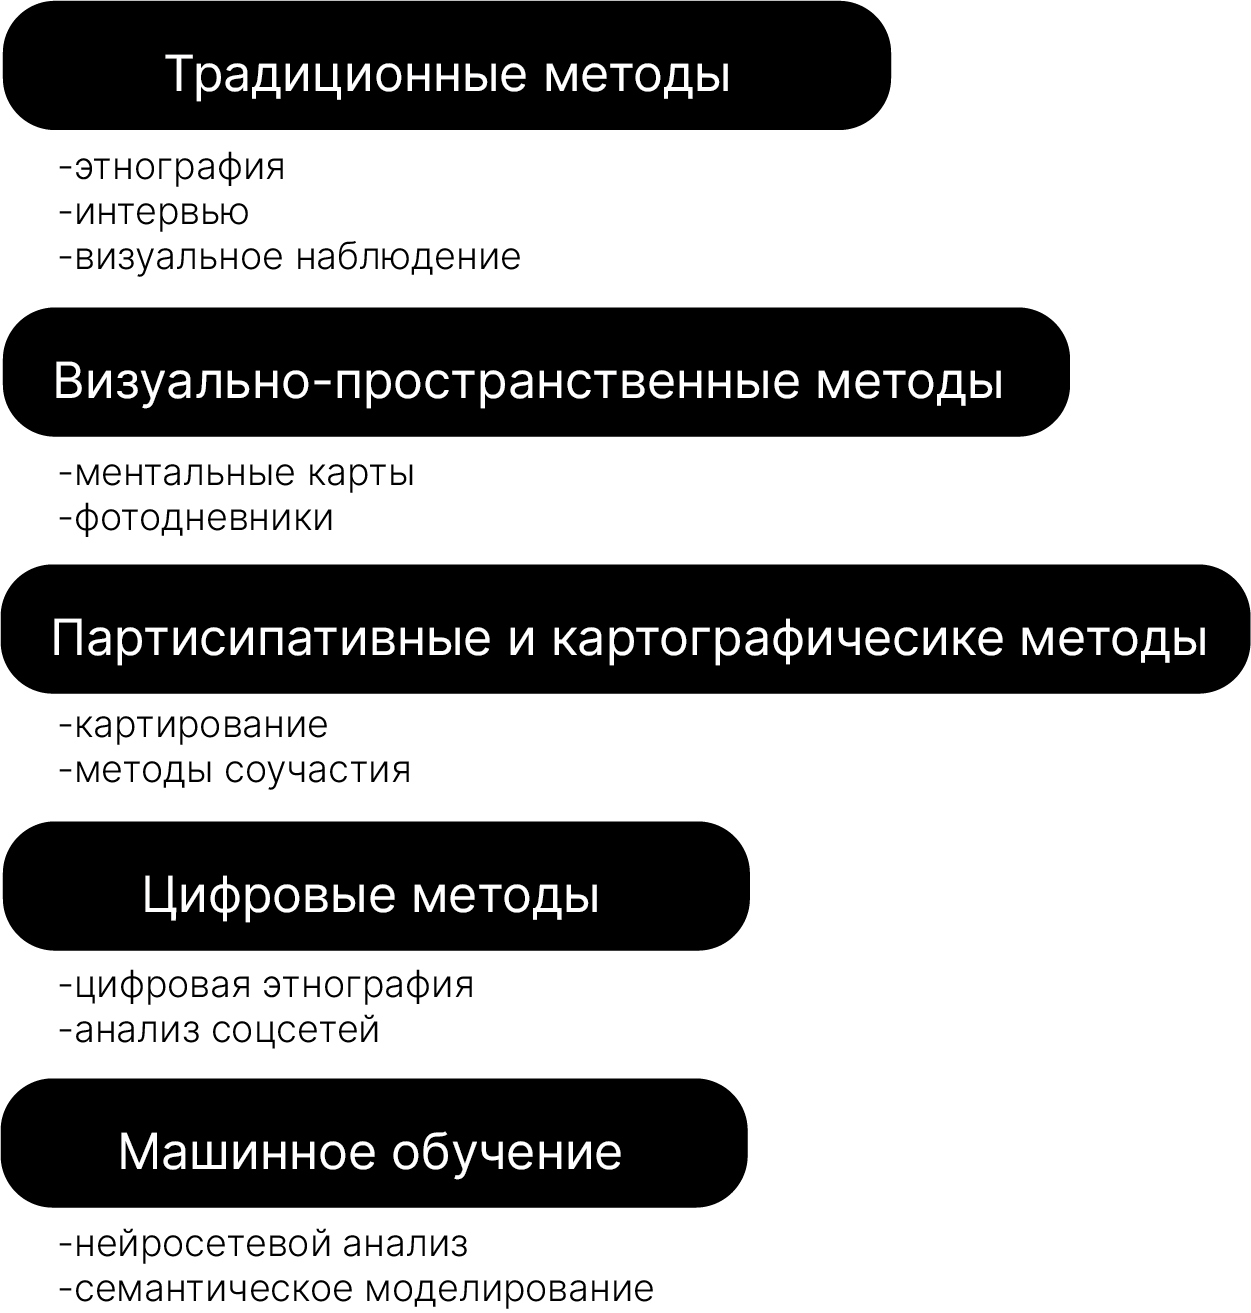 Традиционные методы
-этнография
-интервью
-визуальное наблюдение
Визуально-пространственные методы
-ментальные карты
-фотодневники
Партисипативные и картографичесике методы
-картирование
-методы соучастия
Цифровые методы
-цифровая этнография
-анализ соцсетей
Машинное обучение
-нейросетевой анализ
-семантическое моделирование